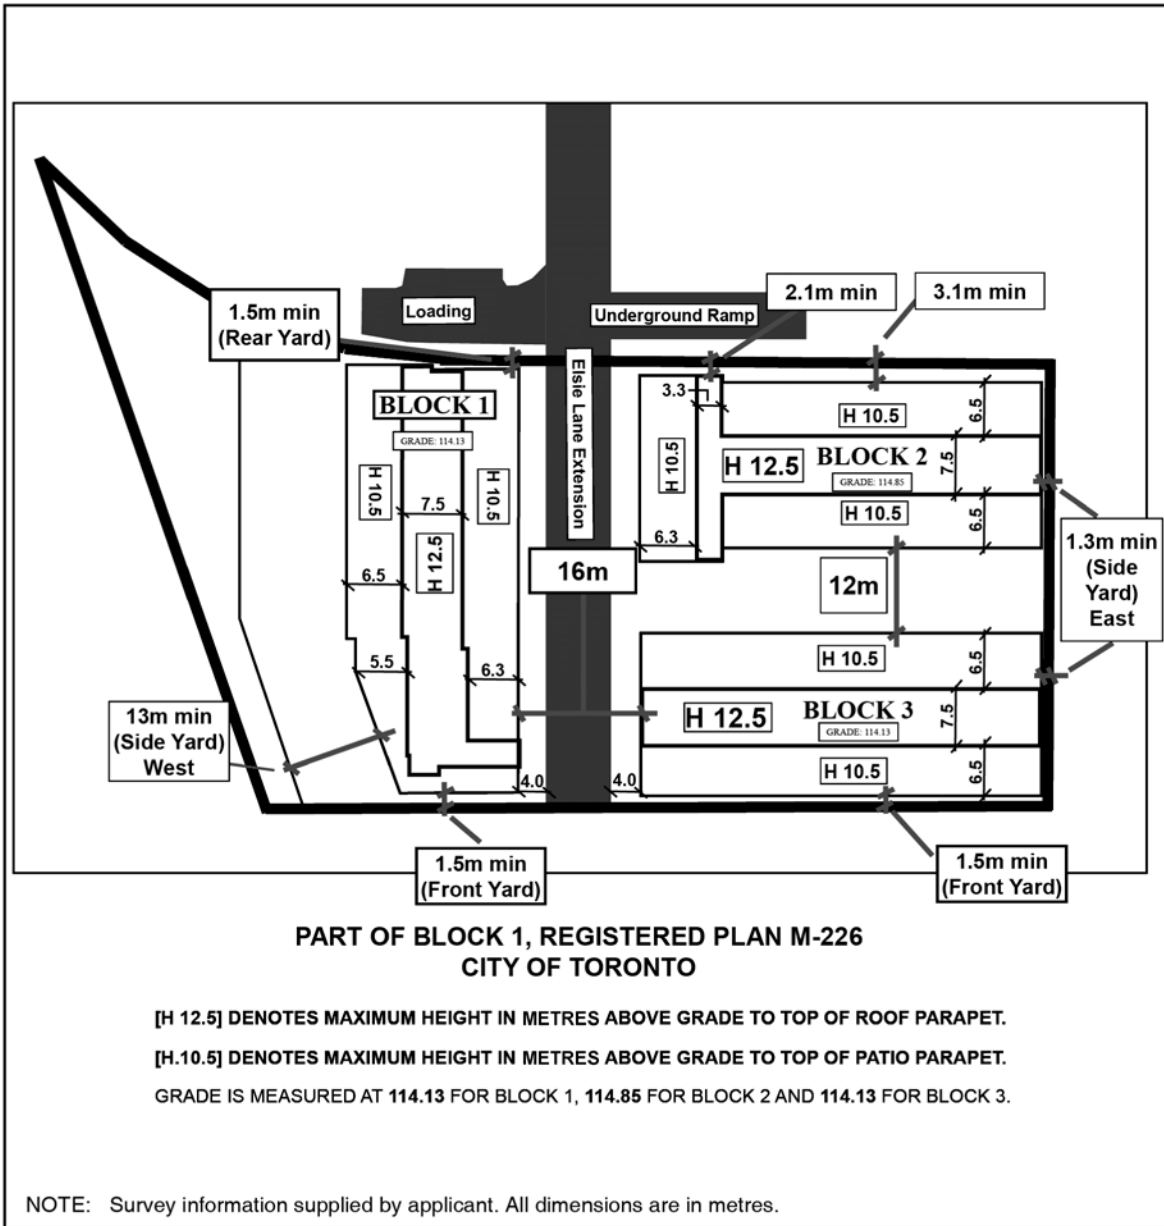 2.1m min
3.1m min
1.5m min
(Rear Yard)
Loading
Underground Ramp
Elsie Lane Extension
BLOCK 1
GRADE: 114.13
H 10.5
7.5
H 10.5
H 12.5
6.5
5.5
6.3
3.3
H 10.5
6.3
H 10.5
6.5
H 12.5
BLOCK 2
GRADE: 114.85
7.5
H 10.5
6.5
16m
12m
1.3m min
(Side
Yard)
East
H 10.5
6.5
H 12.5
BLOCK 3
GRADE: 114.13
7.5
H 10.5
6.5
13m min
(Side Yard)
West
4.0
4.0
1.5m min
(Front Yard)
1.5m min
(Front Yard)
PART OF BLOCK 1, REGISTERED PLAN M-226
CITY OF TORONTO
[H 12.5] DENOTES MAXIMUM HEIGHT IN METRES ABOVE GRADE TO TOP OF ROOF PARAPET.
[H.10.5] DENOTES MAXIMUM HEIGHT IN METRES ABOVE GRADE TO TOP OF PATIO PARAPET.
GRADE IS MEASURED AT 114.13 FOR BLOCK 1, 114.85 FOR BLOCK 2 AND 114.13 FOR BLOCK 3.
NOTE: Survey information supplied by applicant. All dimensions are in metres.